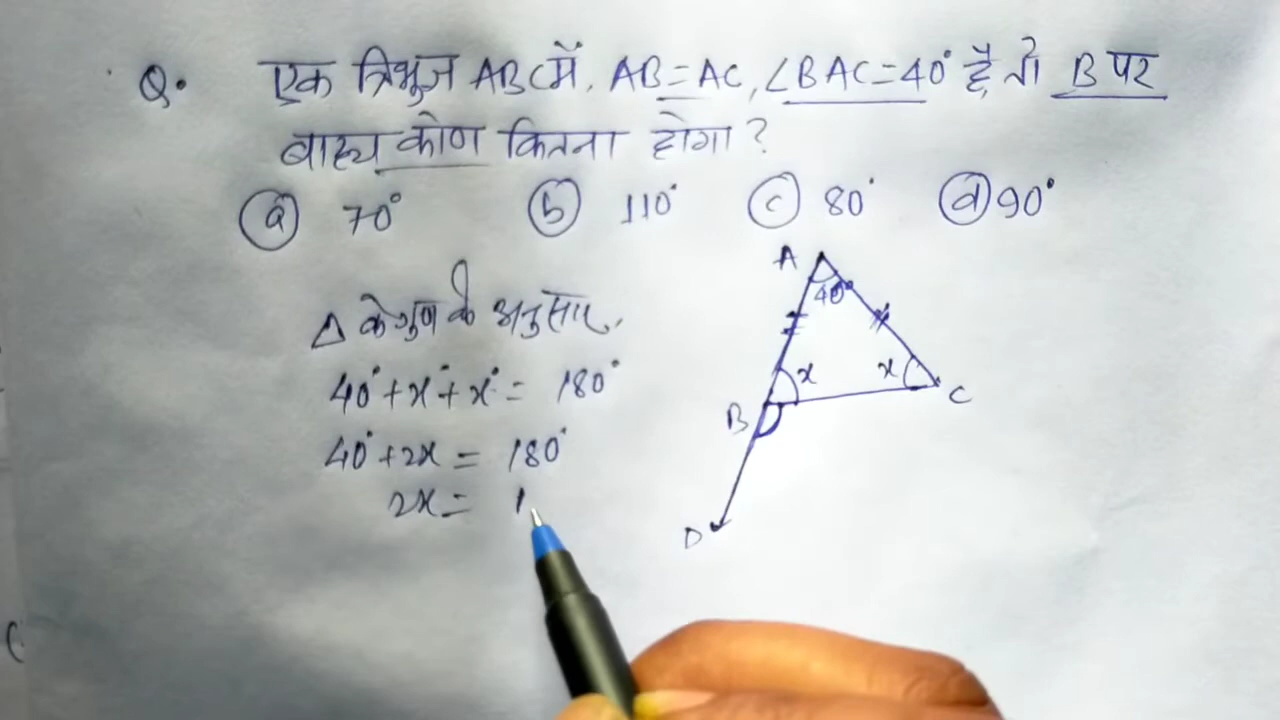 Q. एक त्रिभुज ABC में, AB=AC, ∠BAC=40° है, तो B पर
बाह्य कोण कितना होगा ?
(a) 70° (b) 110° (c) 80° (d) 90°
A
40°
△ के गुण के अनुसार,
40°+x°+x°= 180°
x x
B C
40°+2x = 180°
2x = 1
D